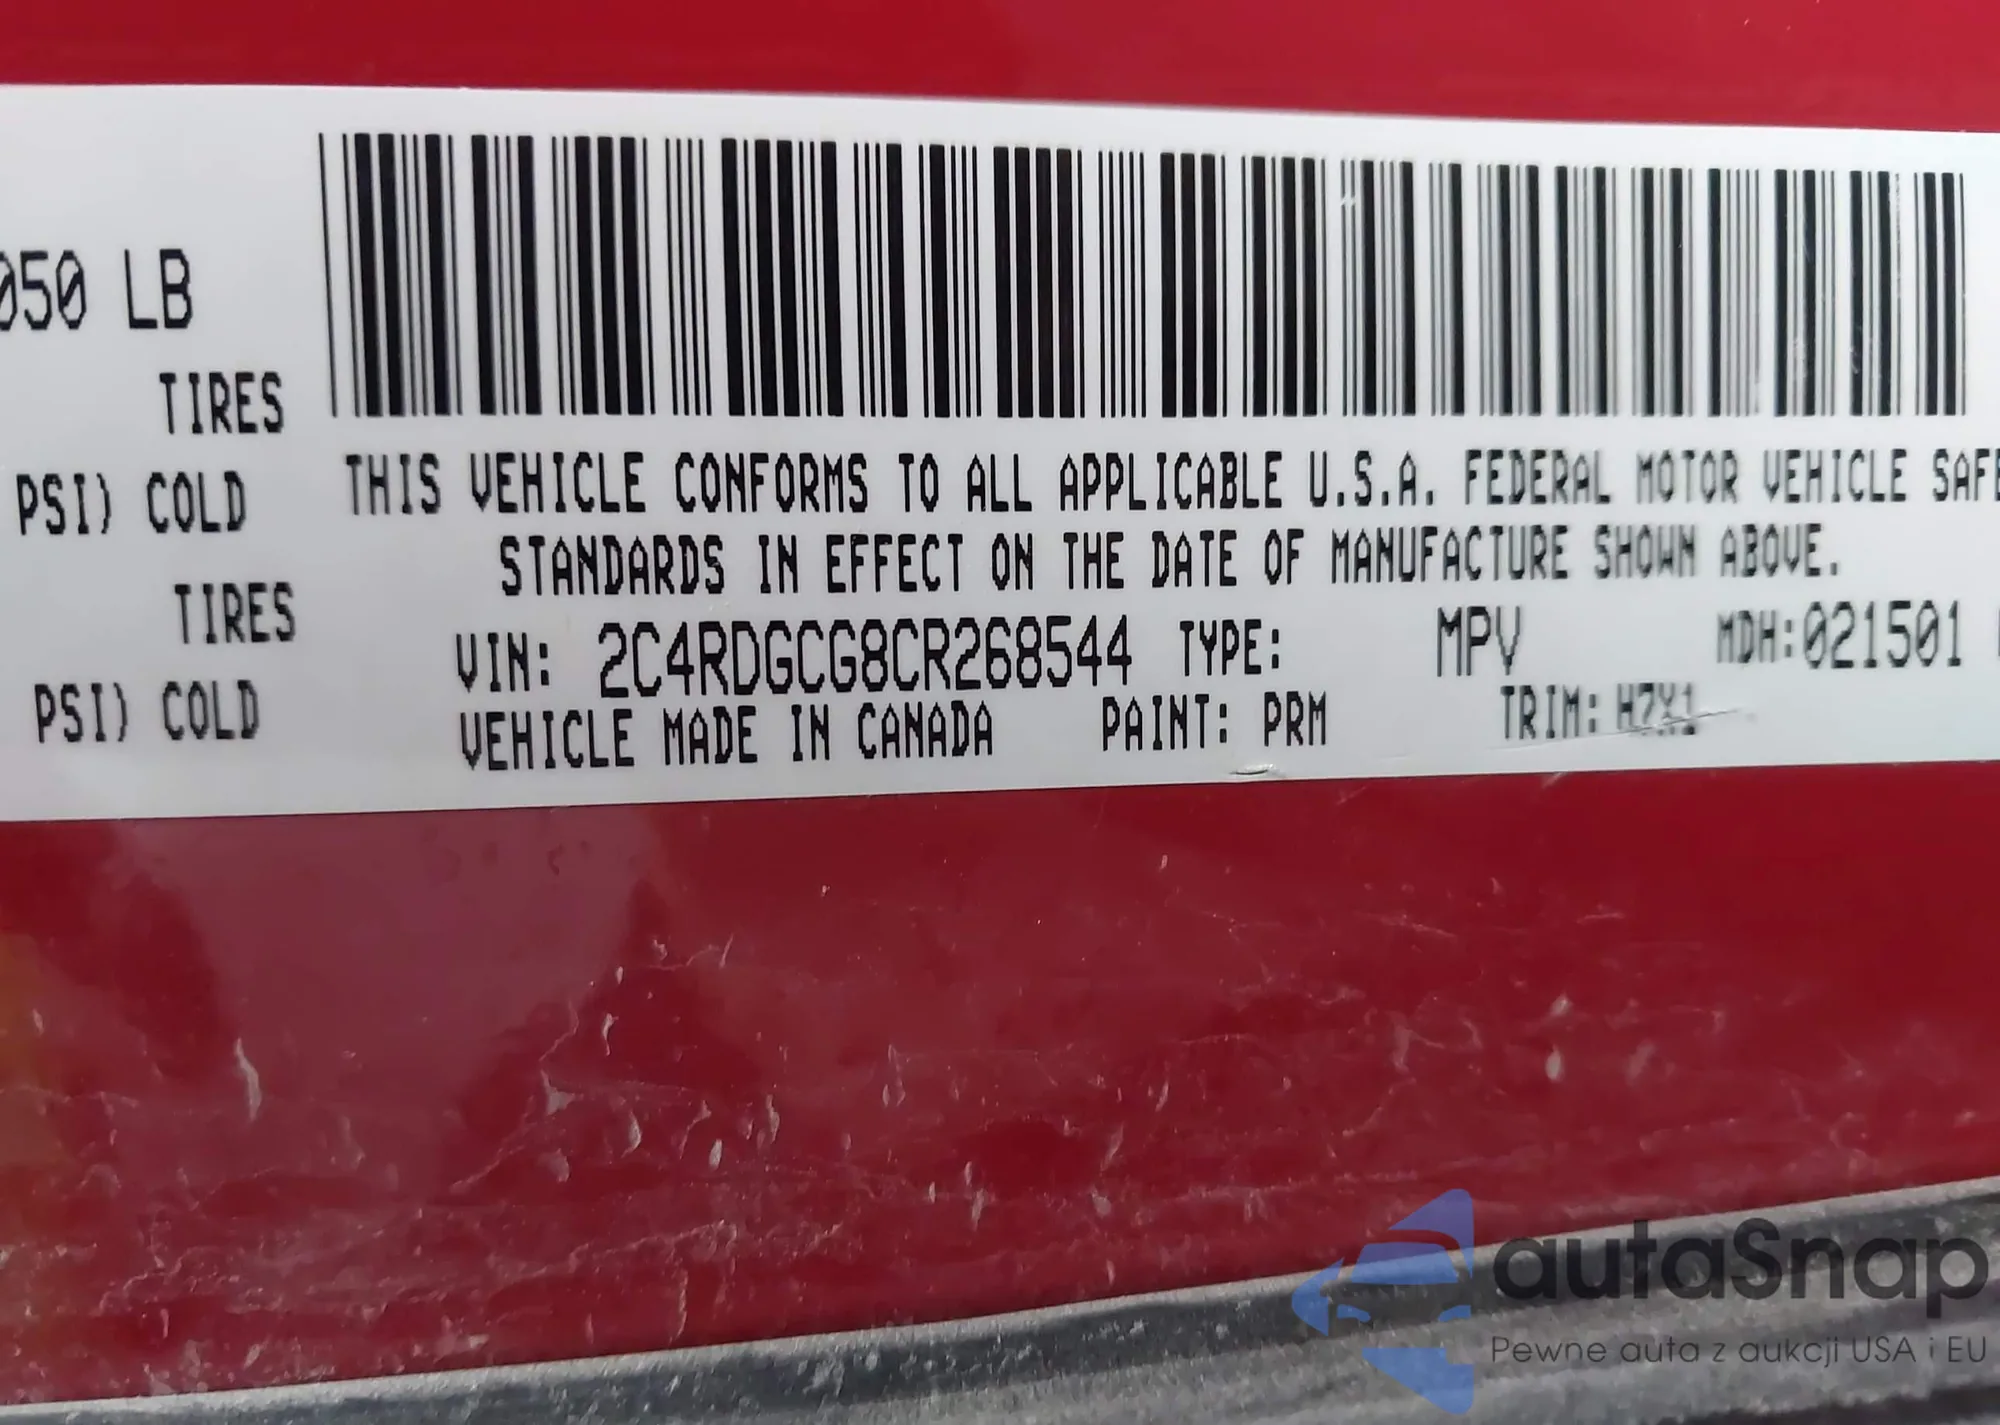 050 LB
TIRES
PSI) COLD
TIRES
PSI) COLD
THIS VEHICLE CONFORMS TO ALL APPLICABLE U.S.A. FEDERAL MOTOR VEHICLE SAFE
STANDARDS IN EFFECT ON THE DATE OF MANUFACTURE SHOWN ABOVE.
VIN: 2C4RDGCG8CR268544 TYPE: MPV MDH:021501
VEHICLE MADE IN CANADA PAINT: PRM TRIM: H7X1
autaSnap
Pewne auta z aukcji USA i EU